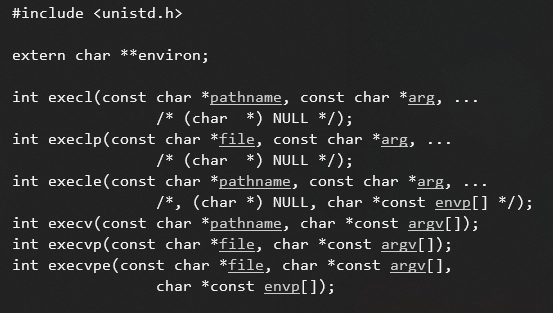 #include <unistd.h>
extern char **environ;
int execl(const char *pathname, const char *arg, ...
/* (char  *) NULL */);
int execlp(const char *file, const char *arg, ...
/* (char  *) NULL */);
int execle(const char *pathname, const char *arg, ...
/*, (char *) NULL, char *const envp[] */);
int execv(const char *pathname, char *const argv[]);
int execvp(const char *file, char *const argv[]);
int execvpe(const char *file, char *const argv[],
char *const envp[]);